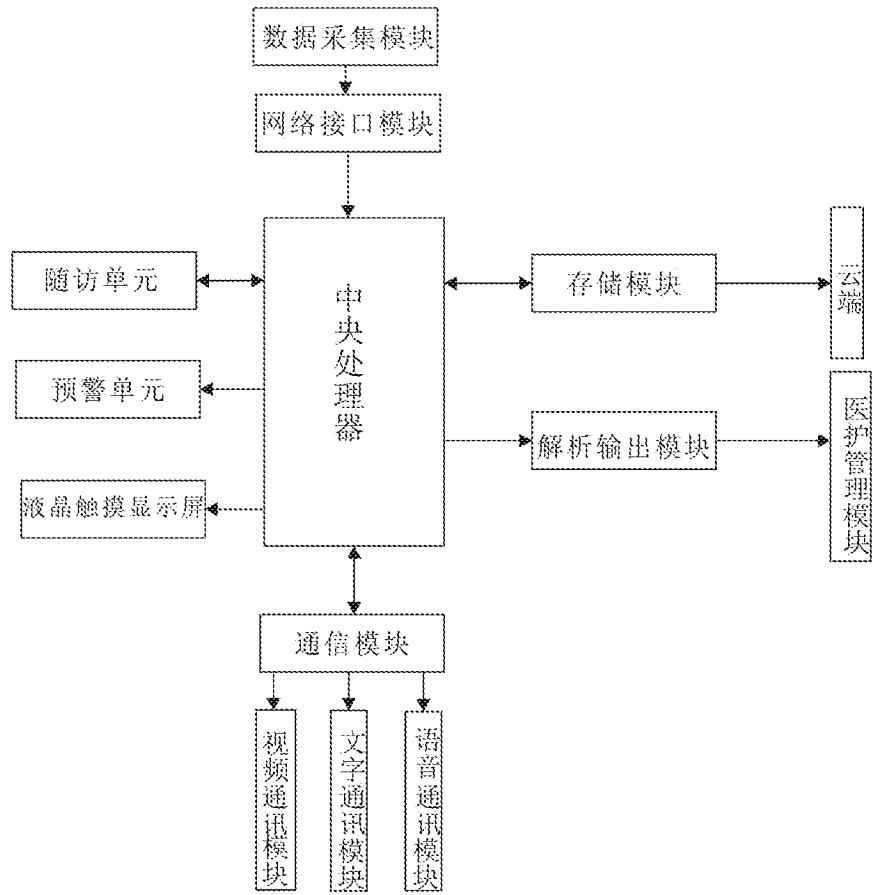 数据采集模块
网络接口模块
随访单元
中央处理器
存储模块
云端
预警单元
解析输出模块
医护管理模块
液晶触摸显示屏
通信模块
视频通讯模块
文字通讯模块
语音通讯模块